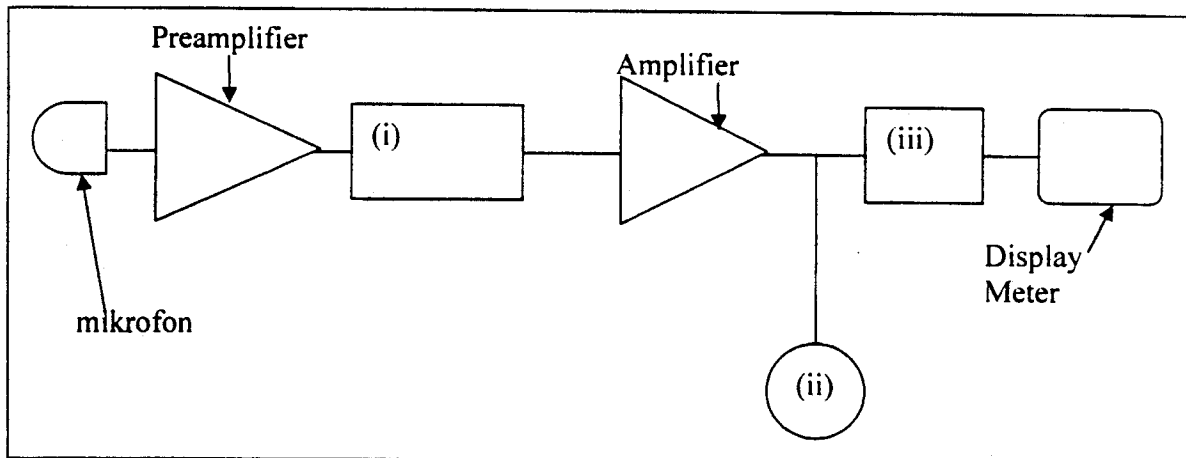 Preamplifier
Amplifier
(i)
(iii)
Display
Meter
mikrofon
(ii)